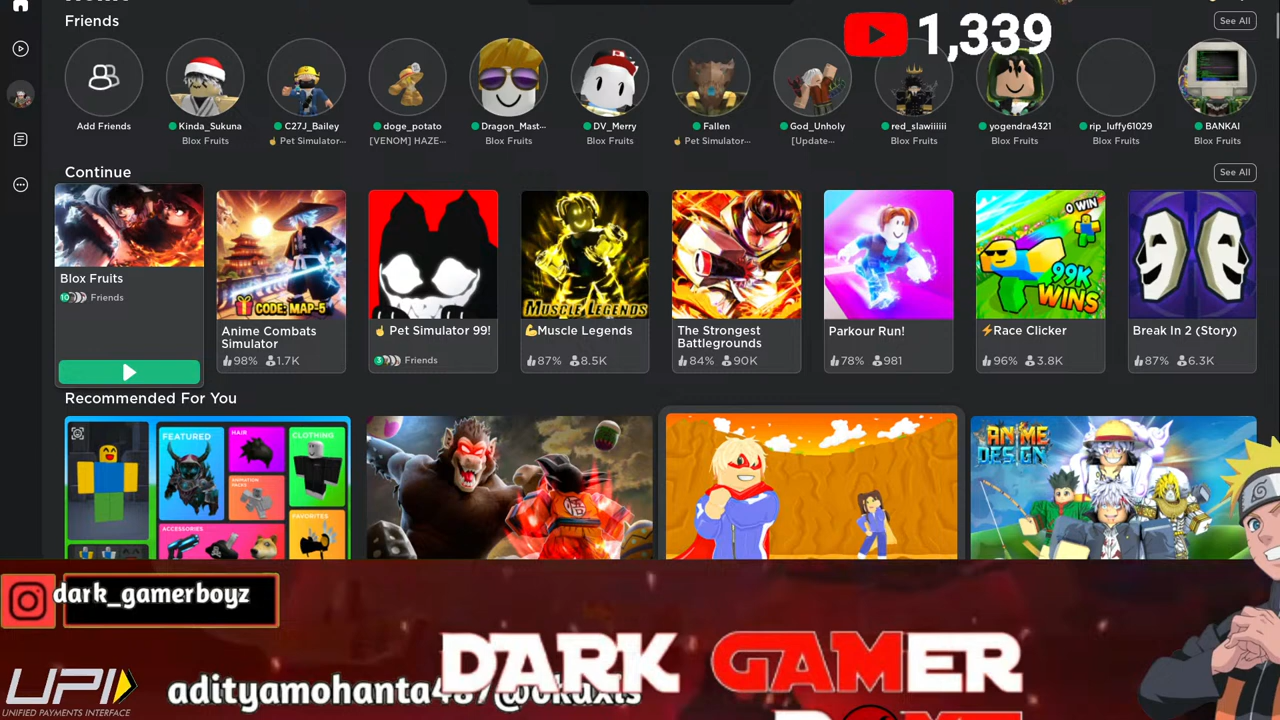 Friends
1,339
See All
Add Friends
Kinda_Sukuna
Blox Fruits
C27J_Bailey
☝ Pet Simulator···
doge_potato
[VENOM] HAZE···
Dragon_Mast···
Blox Fruits
DV_Merry
Blox Fruits
Fallen
☝ Pet Simulator···
God_Unholy
[Update···
red_slawiiiiii
Blox Fruits
yogendra4321
Blox Fruits
rip_luffy61029
Blox Fruits
BANKAI
Blox Fruits
Continue
See All
Blox Fruits
10 Friends
CODE: MAP-5
Anime Combats
Simulator
98% 1.7K
☝ Pet Simulator 99!
3 Friends
MUSCLE LEGENDS
💪Muscle Legends
87% 8.5K
The Strongest
Battlegrounds
84% 90K
Parkour Run!
78% 981
0 WIN
99K
WINS
⚡Race Clicker
96% 3.8K
Break In 2 (Story)
87% 6.3K
Recommended For You
FEATURED
HAIR
CLOTHING
ANIMATION
PACKS
FAVORITES
ACCESSORIES
ANIME
DESIGN
dark_gamerboyz
DARK GAMER
UPI
UNIFIED PAYMENTS INTERFACE